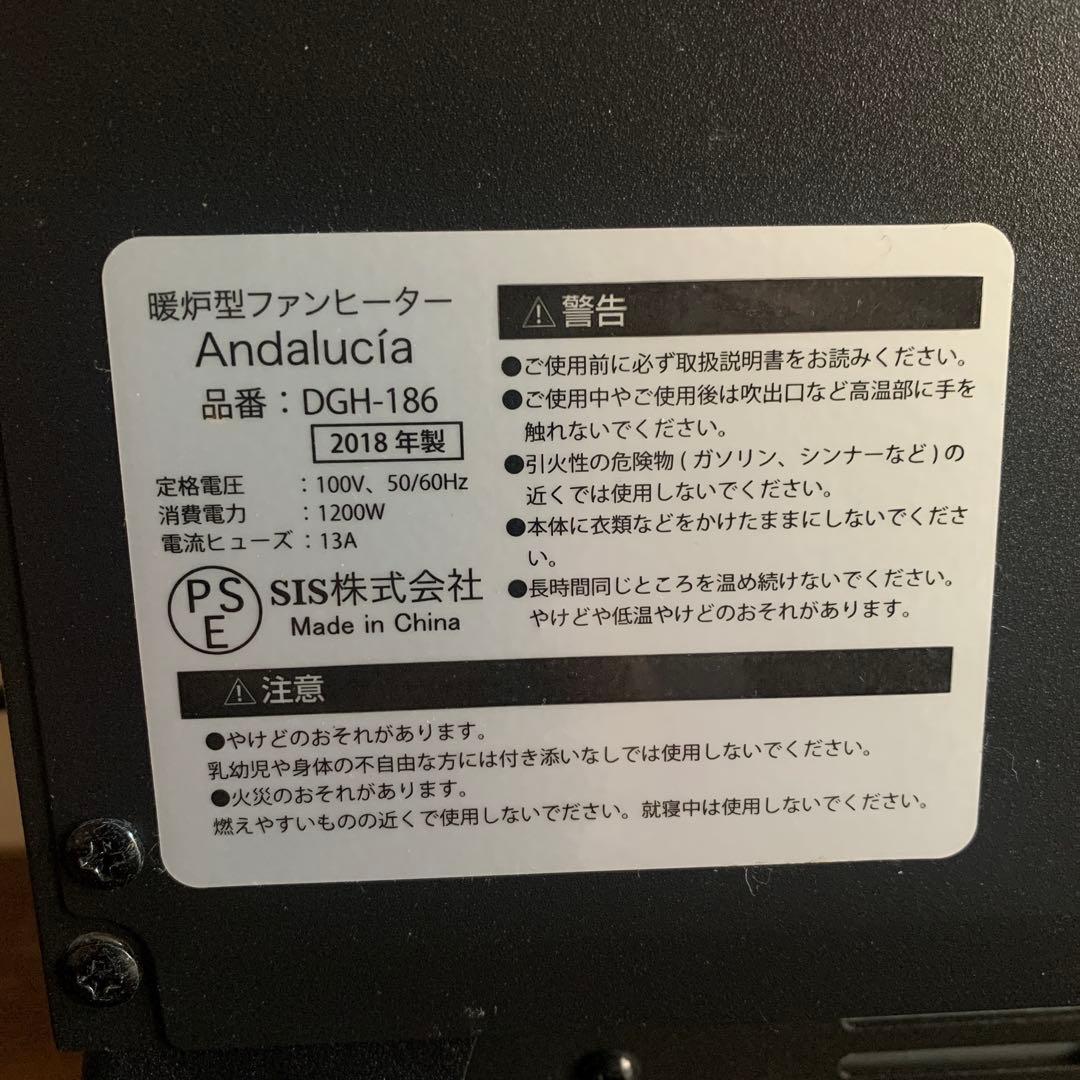 暖炉型ファンヒーター
Andalucía
品番：DGH-186
2018 年製
定格電圧　：100V、50/60Hz
消費電力　：1200W
電流ヒューズ：13A
PSE
SIS株式会社
Made in China
⚠警告
●ご使用前に必ず取扱説明書をお読みください。
●ご使用中やご使用後は吹出口など高温部に手を
触れないでください。
●引火性の危険物 ( ガソリン、シンナーなど ) の
近くでは使用しないでください。
●本体に衣類などをかけたままにしないでくださ
い。
●長時間同じところを温め続けないでください。
やけどや低温やけどのおそれがあります。
⚠注意
●やけどのおそれがあります。
乳幼児や身体の不自由な方には付き添いなしでは使用しないでください。
●火災のおそれがあります。
燃えやすいものの近くで使用しないでださい。就寝中は使用しないでください。